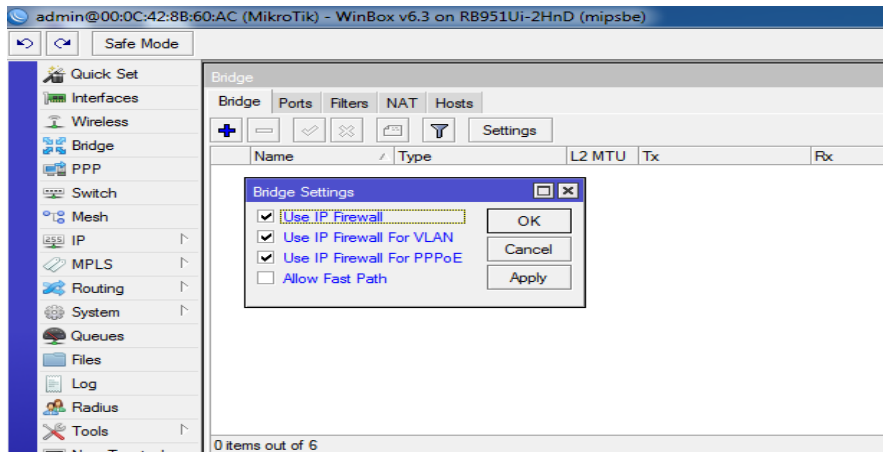 admin@00:0C:42:8B:60:AC (MikroTik) - WinBox v6.3 on RB951Ui-2HnD (mipsbe)
Safe Mode
Quick Set
Interfaces
Wireless
Bridge
PPP
Switch
Mesh
IP
MPLS
Routing
System
Queues
Files
Log
Radius
Tools
Bridge
Bridge Ports Filters NAT Hosts
Settings
Name Type L2 MTU Tx Rx
Bridge Settings
Use IP Firewall
Use IP Firewall For VLAN
Use IP Firewall For PPPoE
Allow Fast Path
OK
Cancel
Apply
0 items out of 6